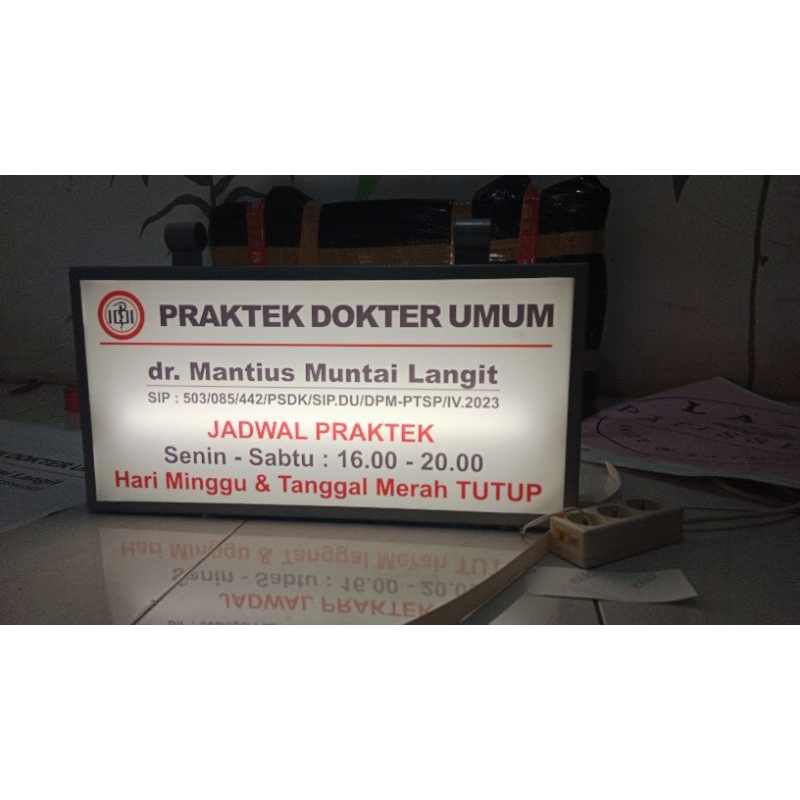 IDI
PRAKTEK DOKTER UMUM
dr. Mantius Muntai Langit
SIP : 503/085/442/PSDK/SIP.DU/DPM-PTSP/IV.2023
JADWAL PRAKTEK
Senin - Sabtu : 16.00 - 20.00
Hari Minggu & Tanggal Merah TUTUP